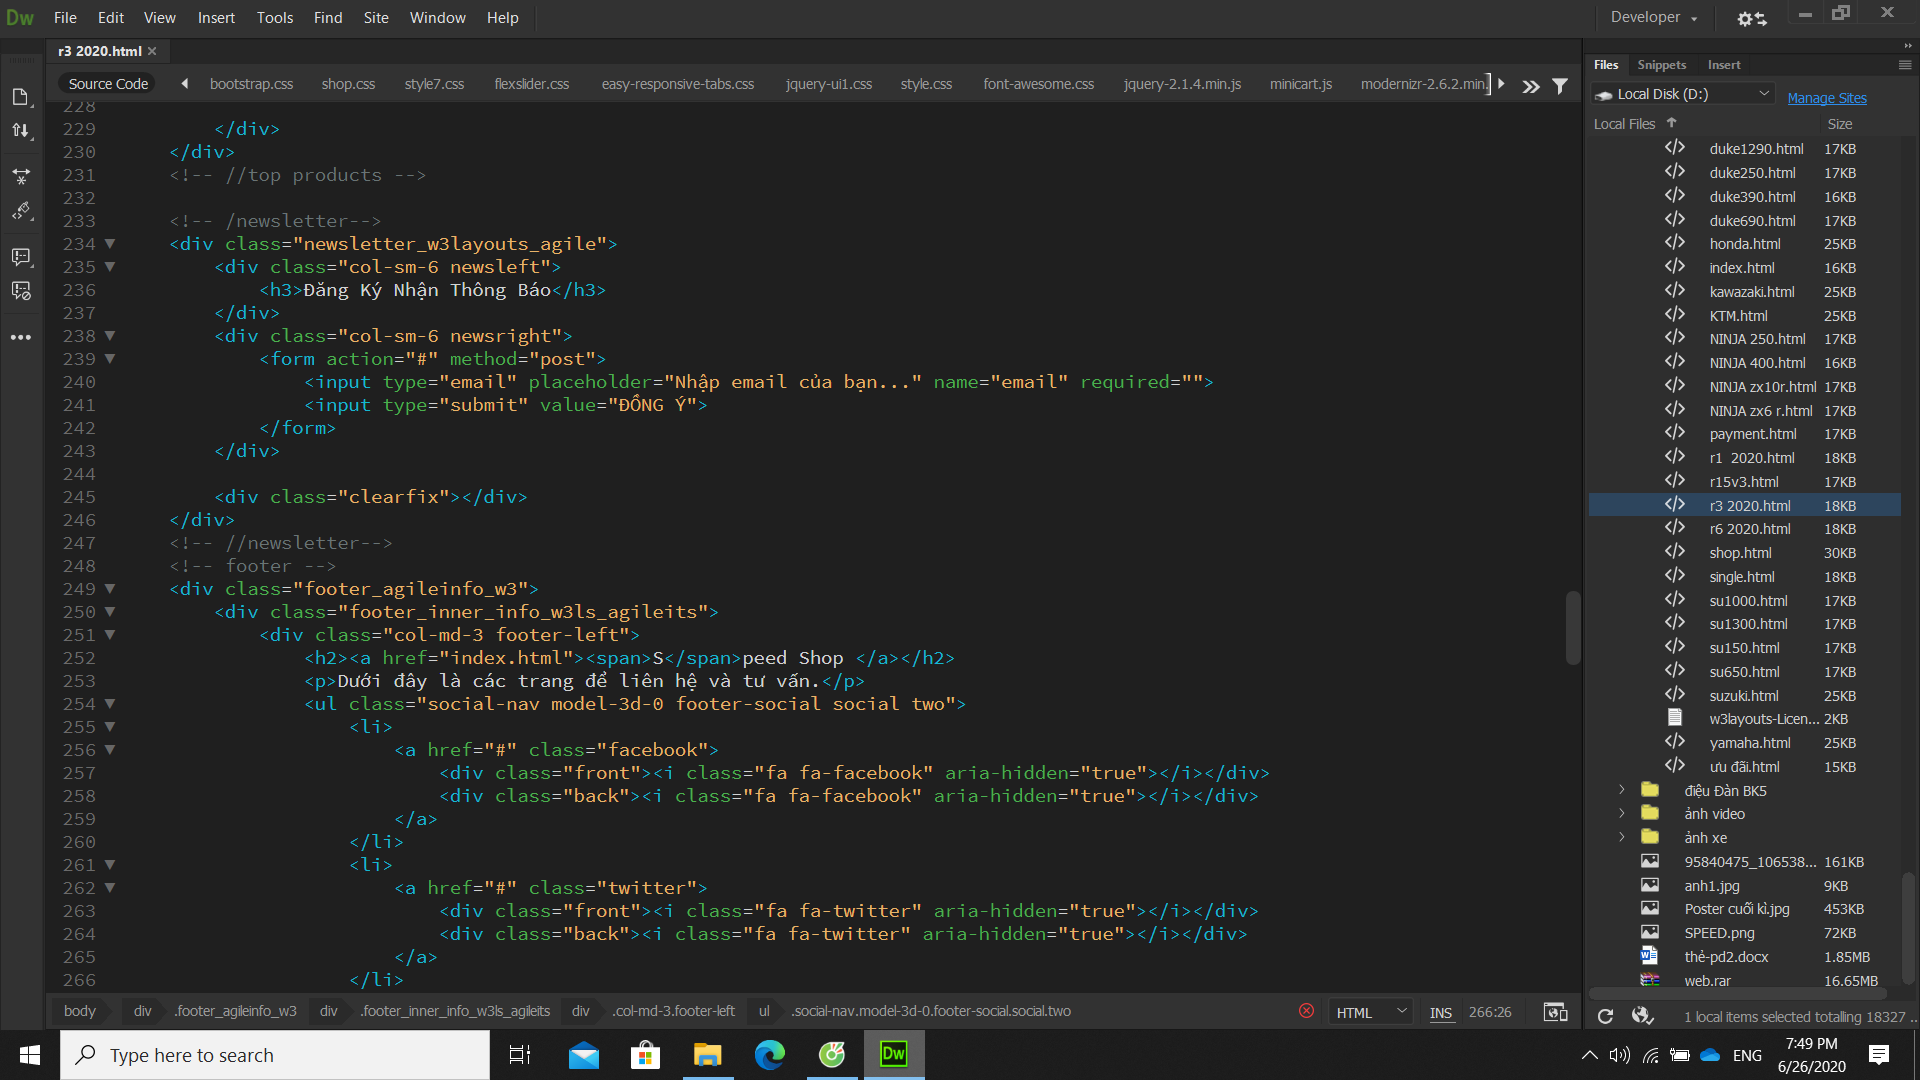 Dw File Edit View Insert Tools Find Site Window Help Developer
r3 2020.html
Source Code bootstrap.css shop.css style7.css flexslider.css easy-responsive-tabs.css jquery-ui1.css style.css font-awesome.css jquery-2.1.4.min.js minicart.js modernizr-2.6.2.min.
228
229 </div>
230 </div>
231 <!-- //top products -->
232
233 <!-- /newsletter-->
234 <div class="newsletter_w3layouts_agile">
235 <div class="col-sm-6 newsleft">
236 <h3>Đăng Ký Nhận Thông Báo</h3>
237 </div>
238 <div class="col-sm-6 newsright">
239 <form action="#" method="post">
240 <input type="email" placeholder="Nhập email của bạn..." name="email" required="">
241 <input type="submit" value="ĐỒNG Ý">
242 </form>
243 </div>
244
245 <div class="clearfix"></div>
246 </div>
247 <!-- //newsletter-->
248 <!-- footer -->
249 <div class="footer_agileinfo_w3">
250 <div class="footer_inner_info_w3ls_agileits">
251 <div class="col-md-3 footer-left">
252 <h2><a href="index.html"><span>S</span>peed Shop </a></h2>
253 <p>Dưới đây là các trang để liên hệ và tư vấn.</p>
254 <ul class="social-nav model-3d-0 footer-social social two">
255 <li>
256 <a href="#" class="facebook">
257 <div class="front"><i class="fa fa-facebook" aria-hidden="true"></i></div>
258 <div class="back"><i class="fa fa-facebook" aria-hidden="true"></i></div>
259 </a>
260 </li>
261 <li>
262 <a href="#" class="twitter">
263 <div class="front"><i class="fa fa-twitter" aria-hidden="true"></i></div>
264 <div class="back"><i class="fa fa-twitter" aria-hidden="true"></i></div>
265 </a>
266 </li>
body div .footer_agileinfo_w3 div .footer_inner_info_w3ls_agileits div .col-md-3.footer-left ul .social-nav.model-3d-0.footer-social.social.two HTML INS 266:26
Files Snippets Insert
Local Disk (D:) Manage Sites
Local Files Size
duke1290.html 17KB
duke250.html 17KB
duke390.html 16KB
duke690.html 17KB
honda.html 25KB
index.html 16KB
kawazaki.html 25KB
KTM.html 25KB
NINJA 250.html 17KB
NINJA 400.html 16KB
NINJA zx10r.html 17KB
NINJA zx6 r.html 17KB
payment.html 17KB
r1  2020.html 18KB
r15v3.html 17KB
r3 2020.html 18KB
r6 2020.html 18KB
shop.html 30KB
single.html 18KB
su1000.html 17KB
su1300.html 17KB
su150.html 17KB
su650.html 17KB
suzuki.html 25KB
w3layouts-Licen... 2KB
yamaha.html 25KB
ưu đãi.html 15KB
điệu Đàn BK5
ảnh video
ảnh xe
95840475_106538... 161KB
anh1.jpg 9KB
Poster cuối kì.jpg 453KB
SPEED.png 72KB
thẻ-pd2.docx 1.85MB
web.rar 16.65MB
1 local items selected totalling 18327 ..
Type here to search
Dw
ENG
7:49 PM
6/26/2020